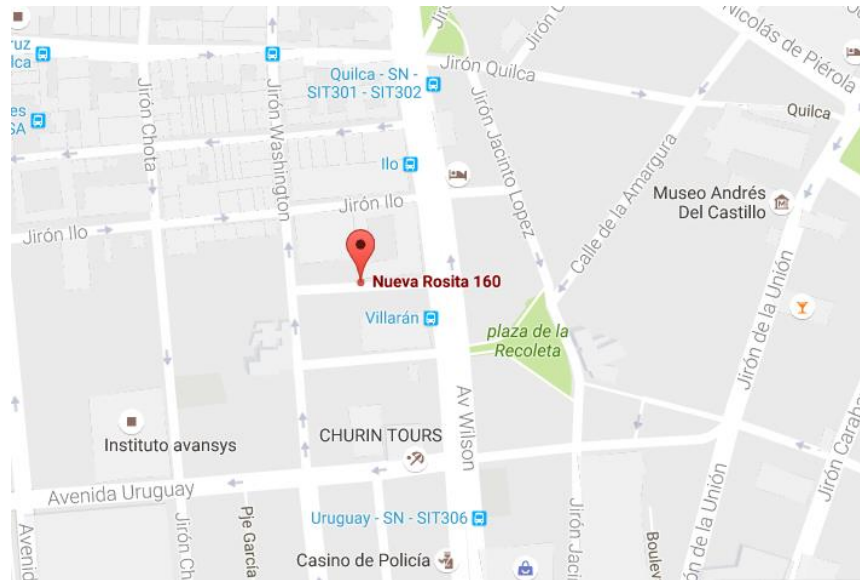 Nicolás de Piérola
Jirón
Jirón
ruz
lca
Jirón Quilca
Quilca - SN -
SIT301 - SIT302
Quilca
es
SA
Jirón Chota
Jirón Washington
Jirón Jacinto Lopez
Calle de la Amargura
Ilo
Museo Andrés
Del Castillo
Jirón Ilo
Jirón Ilo
Nueva Rosita 160
Villarán
plaza de la
Recoleta
Jirón de la Unión
Av Wilson
CHURIN TOURS
Instituto avansys
Avenida Uruguay
Uruguay - SN - SIT306
Casino de Policía
Avenid
Jirón Ch
Pje García
Jirón Jaci
Boulev
Jirón de la Unión
Jirón Caraba